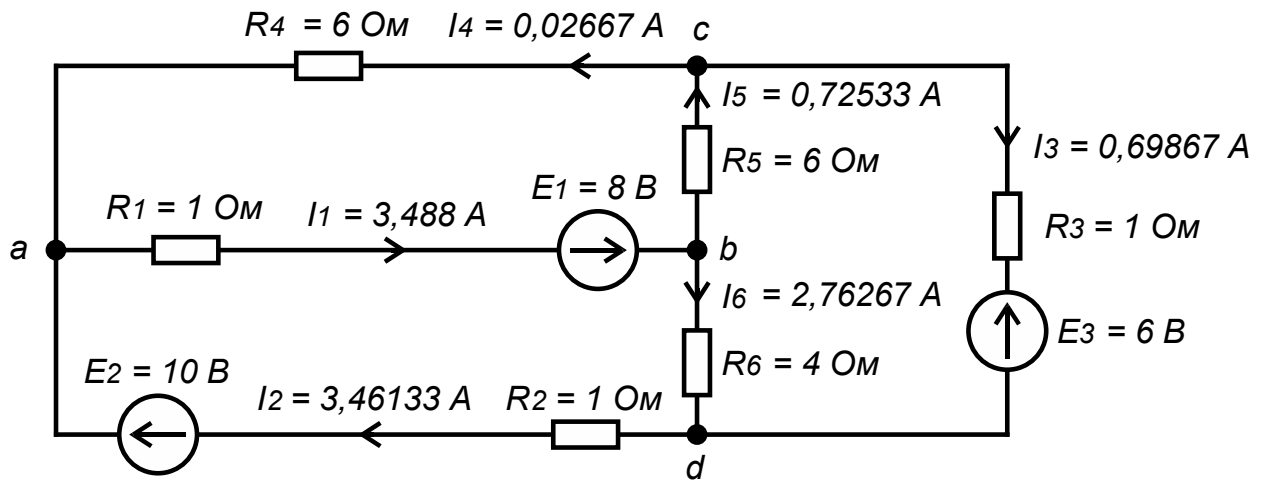 R4 = 6 Ом
I4 = 0,02667 А
c
I5 = 0,72533 А
I3 = 0,69867 А
R5 = 6 Ом
E1 = 8 В
R1 = 1 Ом
I1 = 3,488 А
R3 = 1 Ом
a
b
I6 = 2,76267 А
E3 = 6 В
E2 = 10 В
R6 = 4 Ом
I2 = 3,46133 А
R2 = 1 Ом
d